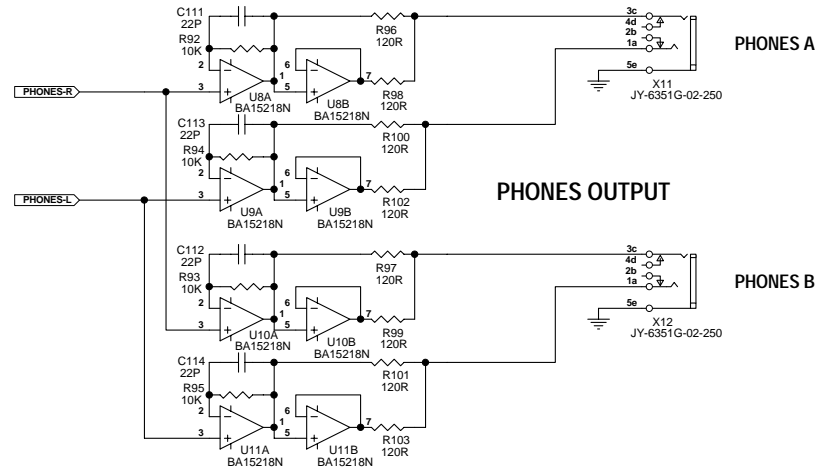 C111
22P
R92
10K
2
3
1
U8A
BA15218N
6
5
7
U8B
BA15218N
R96
120R
R98
120R
3c
4d
2b
1a
5e
X11
JY-6351G-02-250
PHONES A
PHONES-R
C113
22P
R94
10K
2
3
1
U9A
BA15218N
6
5
7
U9B
BA15218N
R100
120R
R102
120R
PHONES-L
PHONES OUTPUT
C112
22P
R93
10K
2
3
1
U10A
BA15218N
6
5
7
U10B
BA15218N
R97
120R
R99
120R
3c
4d
2b
1a
5e
X12
JY-6351G-02-250
PHONES B
C114
22P
R95
10K
2
3
1
U11A
BA15218N
6
5
7
U11B
BA15218N
R101
120R
R103
120R